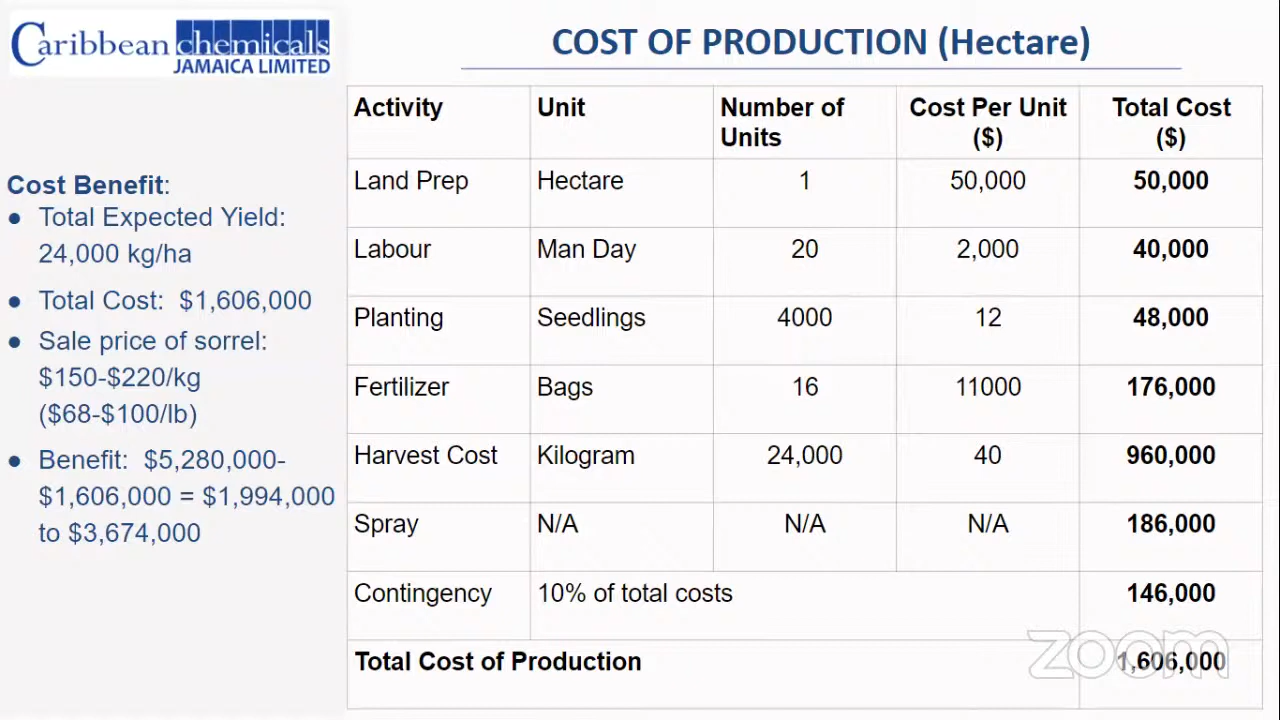 Caribbean chemicals
JAMAICA LIMITED
COST OF PRODUCTION (Hectare)
Cost Benefit:
● Total Expected Yield:
24,000 kg/ha
● Total Cost: $1,606,000
● Sale price of sorrel:
$150-$220/kg
($68-$100/lb)
● Benefit: $5,280,000-
$1,606,000 = $1,994,000
to $3,674,000
Activity Unit Number of Units Cost Per Unit ($) Total Cost ($)
Land Prep Hectare 1 50,000 50,000
Labour Man Day 20 2,000 40,000
Planting Seedlings 4000 12 48,000
Fertilizer Bags 16 11000 176,000
Harvest Cost Kilogram 24,000 40 960,000
Spray N/A N/A N/A 186,000
Contingency 10% of total costs 146,000
Total Cost of Production 1,606,000
zoom